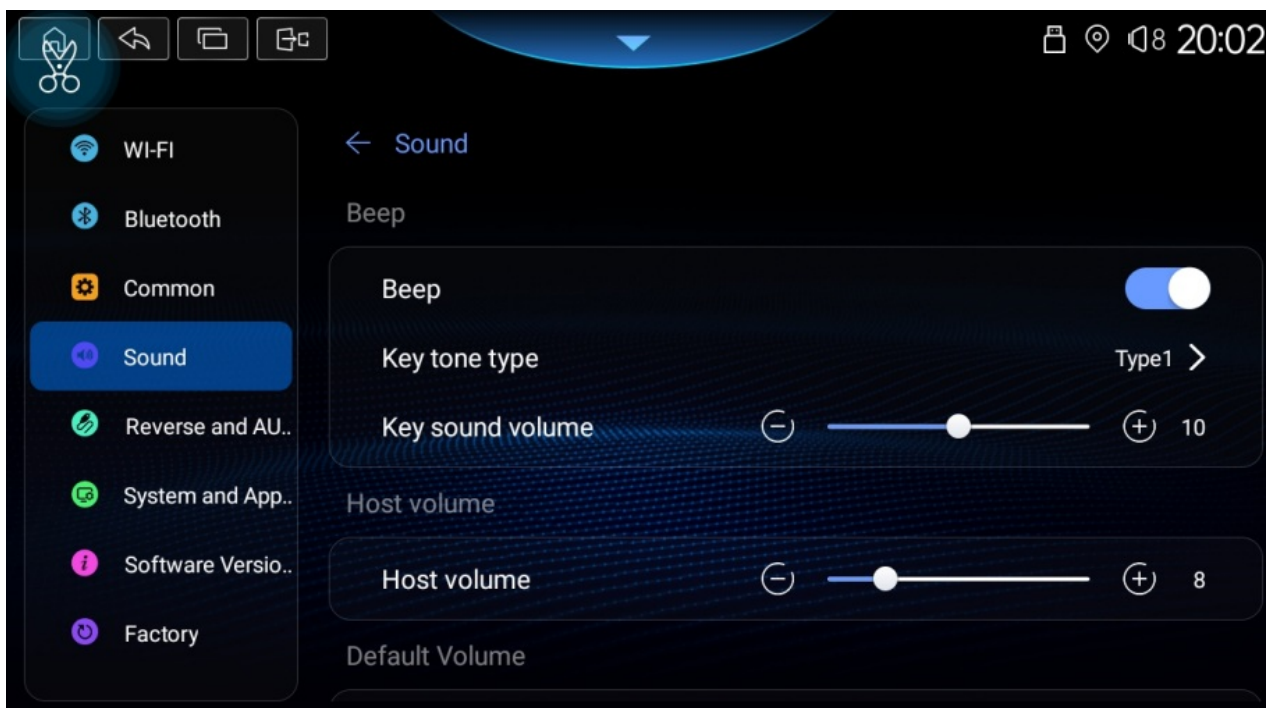 8 20:02
WI-FI
Bluetooth
Common
Sound
Reverse and AU..
System and App..
Software Versio..
Factory
Sound
Beep
Beep
Key tone type Type1
Key sound volume 10
Host volume
Host volume 8
Default Volume